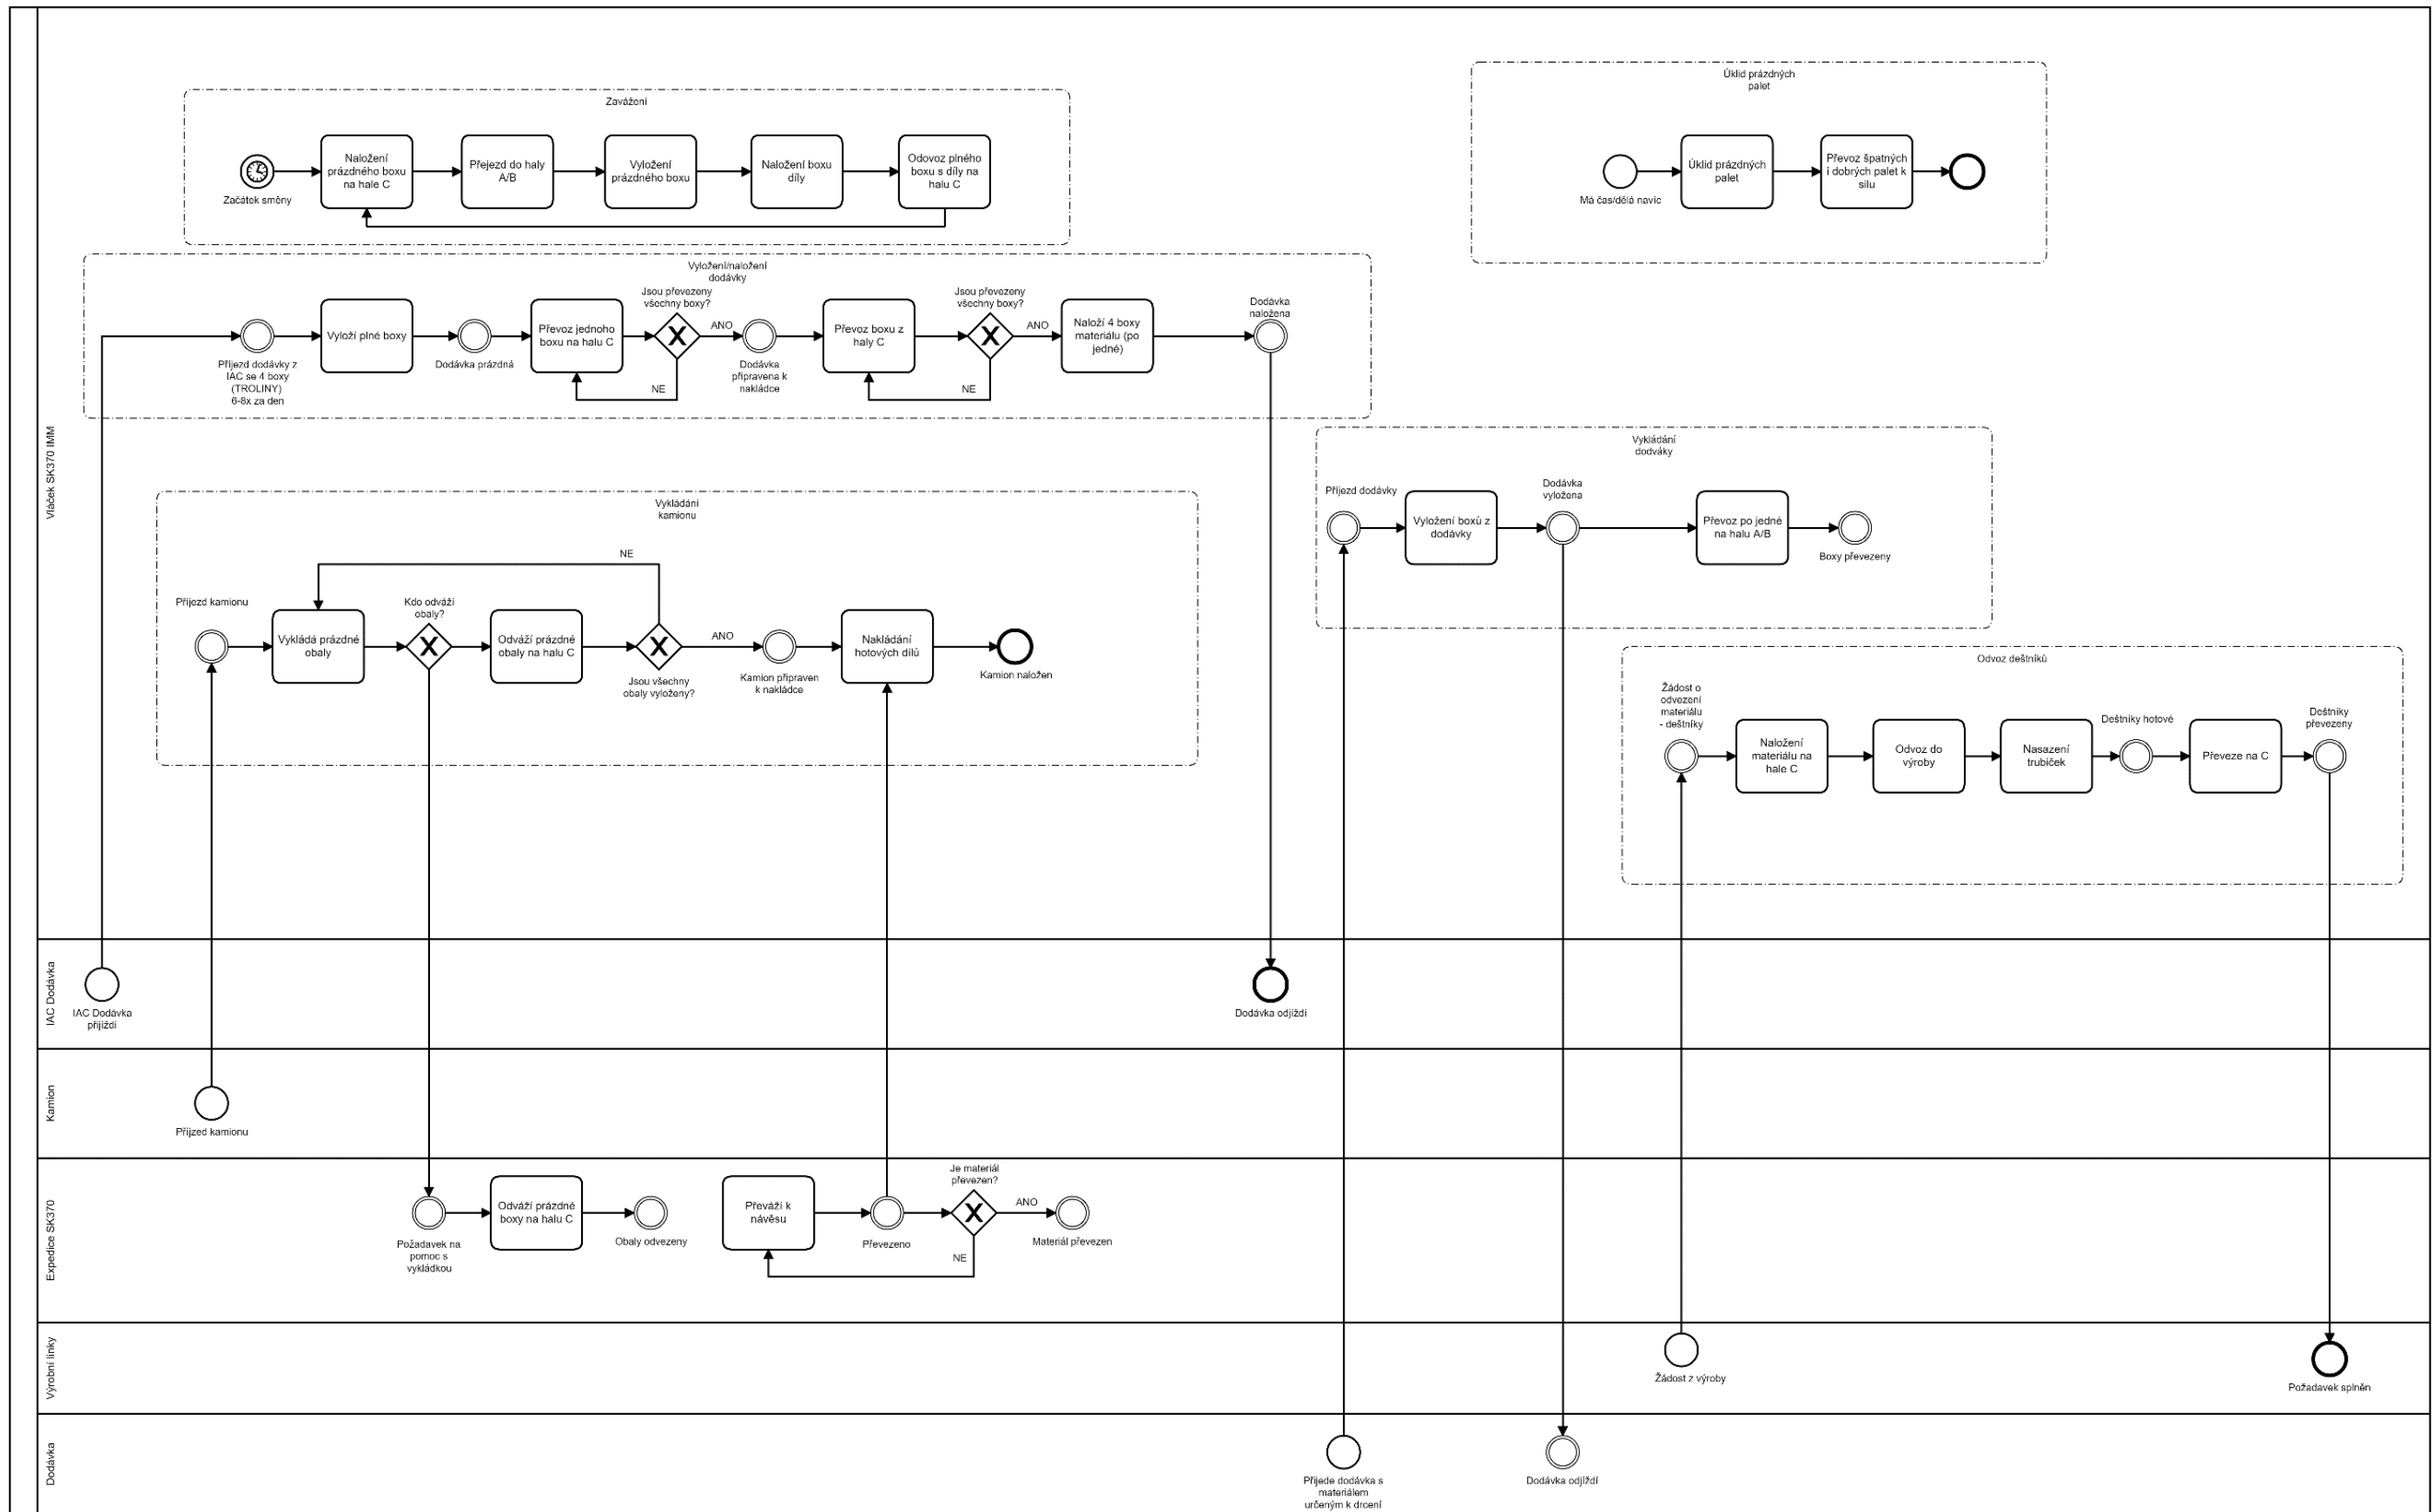 Zavážení
Začátek směny
Naložení
prázdného boxu
na hale C
Přejezd do haly
A/B
Vyložení
prázdného boxu
Naložení boxu
díly
Odovoz plného
boxu s díly na
halu C
Úklid prázdných
palet
Má čas/dělá navíc
Úklid prázdných
palet
Převoz špatných
i dobrých palet k
silu
Vláček SK370 IMM
Vyložení/naložení
dodávky
Příjezd dodávky z
IAC se 4 boxy
(TROLINY)
6-8x za den
Vyloží plné boxy
Dodávka prázdná
Převoz jednoho
boxu na halu C
Jsou převezeny
všechny boxy?
ANO
NE
Dodávka
připravena k
nakládce
Převoz boxu z
haly C
Jsou převezeny
všechny boxy?
ANO
NE
Naloží 4 boxy
materiálu (po
jedné)
Dodávka
naložena
Vykládání
dodváky
Příjezd dodávky
Vyložení boxů z
dodávky
Dodávka
vyložena
Převoz po jedné
na halu A/B
Boxy převezeny
Vykládání
kamionu
NE
Příjezd kamionu
Vykládá prázdné
obaly
Kdo odváží
obaly?
Odváží prázdné
obaly na halu C
Jsou všechny
obaly vyloženy?
ANO
Kamion připraven
k nakládce
Nakládání
hotových dílů
Kamion naložen
Odvoz deštníků
Žádost o
odvezení
materiálu
- deštníky
Naložení
materiálu na
hale C
Odvoz do
výroby
Nasazení
trubiček
Deštníky hotové
Převeze na C
Deštníky
převezeny
IAC Dodávka
IAC Dodávka
přijíždí
Dodávka odjíždí
Kamion
Příjzed kamionu
Expedice SK370
Požadavek na
pomoc s
vykládkou
Odváží prázdné
boxy na halu C
Obaly odvezeny
Převáží k
návěsu
Převezeno
Je materiál
převezen?
ANO
NE
Materiál převezen
Výrobní linky
Žádost z výroby
Požadavek splněn
Dodávka
Přijede dodávka s
materiálem
určeným k drcení
Dodávka odjíždí